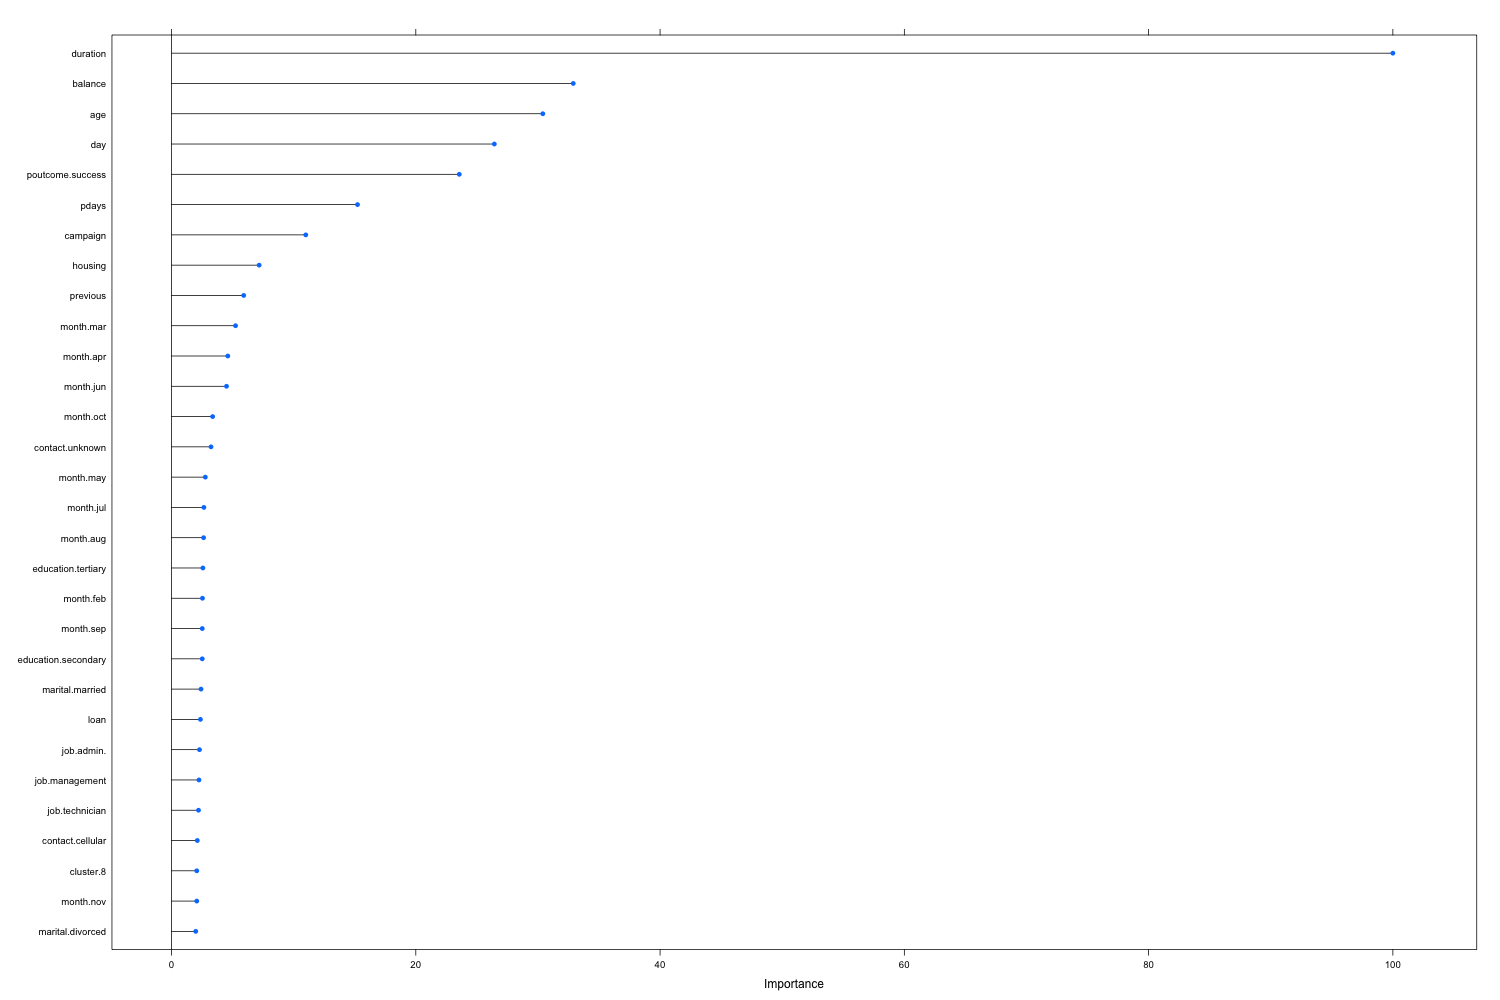 duration
balance
age
day
poutcome.success
pdays
campaign
housing
previous
month.mar
month.apr
month.jun
month.oct
contact.unknown
month.may
month.jul
month.aug
education.tertiary
month.feb
month.sep
education.secondary
marital.married
loan
job.admin.
job.management
job.technician
contact.cellular
cluster.8
month.nov
marital.divorced
0 20 40 60 80 100
Importance